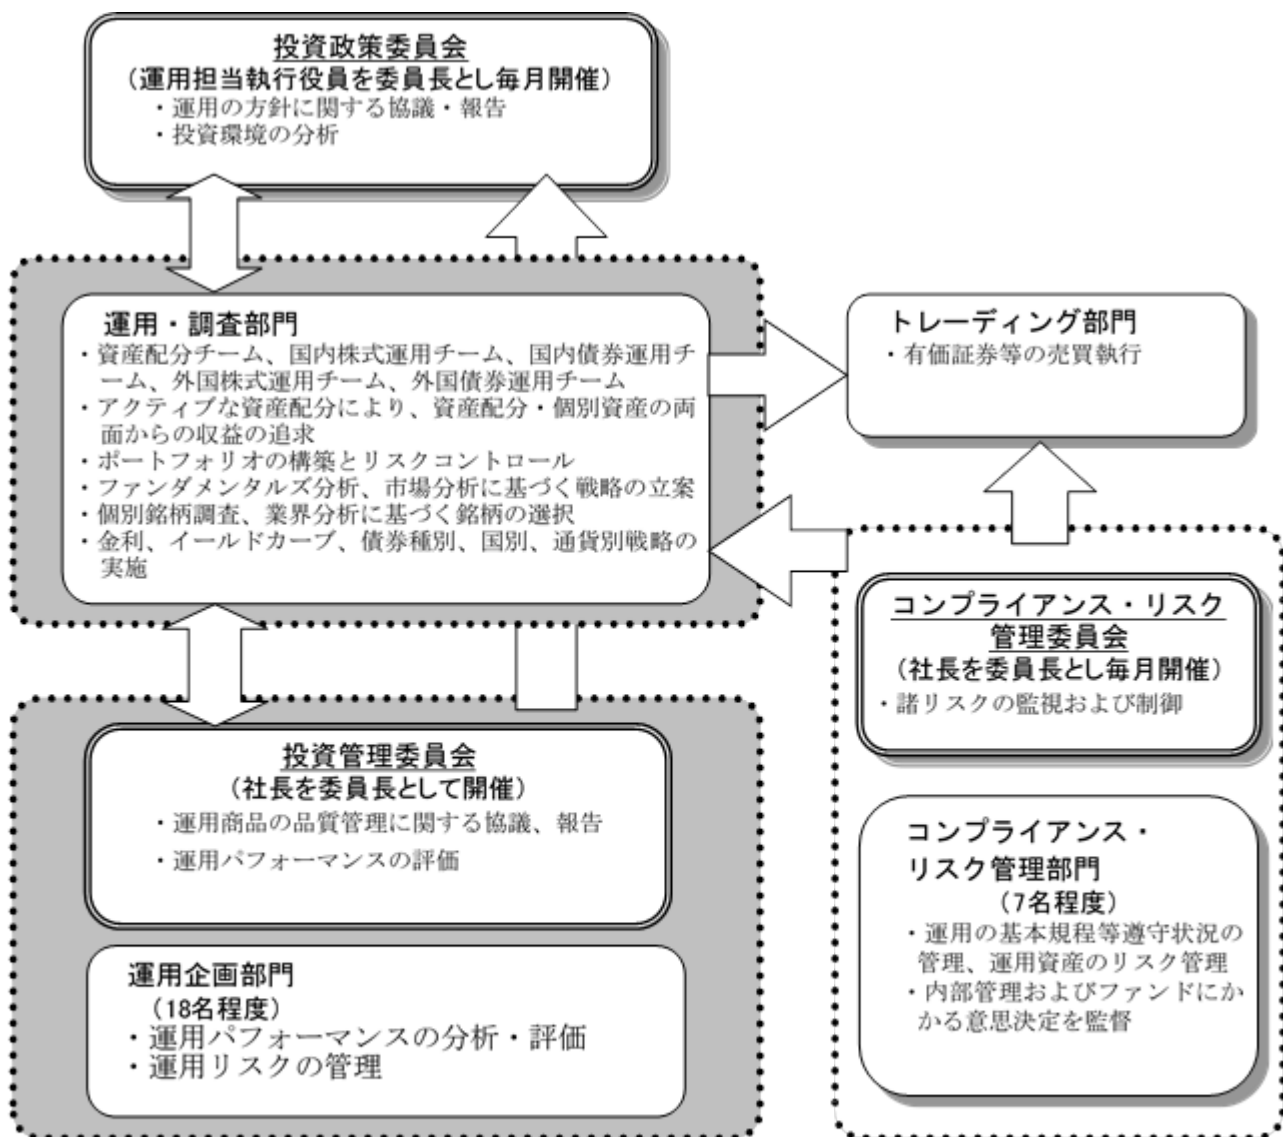 投資政策委員会
(運用担当執行役員を委員長とし毎月開催)
・運用の方針に関する協議・報告
・投資環境の分析
運用・調査部門
・資産配分チーム、国内株式運用チーム、国内債券運用チ
ーム、外国株式運用チーム、外国債券運用チーム
・アクティブな資産配分により、資産配分・個別資産の両
面からの収益の追求
・ポートフォリオの構築とリスクコントロール
・ファンダメンタルズ分析、市場分析に基づく戦略の立案
・個別銘柄調査、業界分析に基づく銘柄の選択
・金利、イールドカーブ、債券種別、国別、通貨別戦略の
実施
トレーディング部門
・有価証券等の売買執行
投資管理委員会
(社長を委員長として開催)
・運用商品の品質管理に関する協議、報告
・運用パフォーマンスの評価
運用企画部門
(18名程度)
・運用パフォーマンスの分析・評価
・運用リスクの管理
コンプライアンス・リスク
管理委員会
(社長を委員長とし毎月開催)
・諸リスクの監視および制御
コンプライアンス・
リスク管理部門
(7名程度)
・運用の基本規程等遵守状況の
管理、運用資産のリスク管理
・内部管理およびファンドにか
かる意思決定を監督